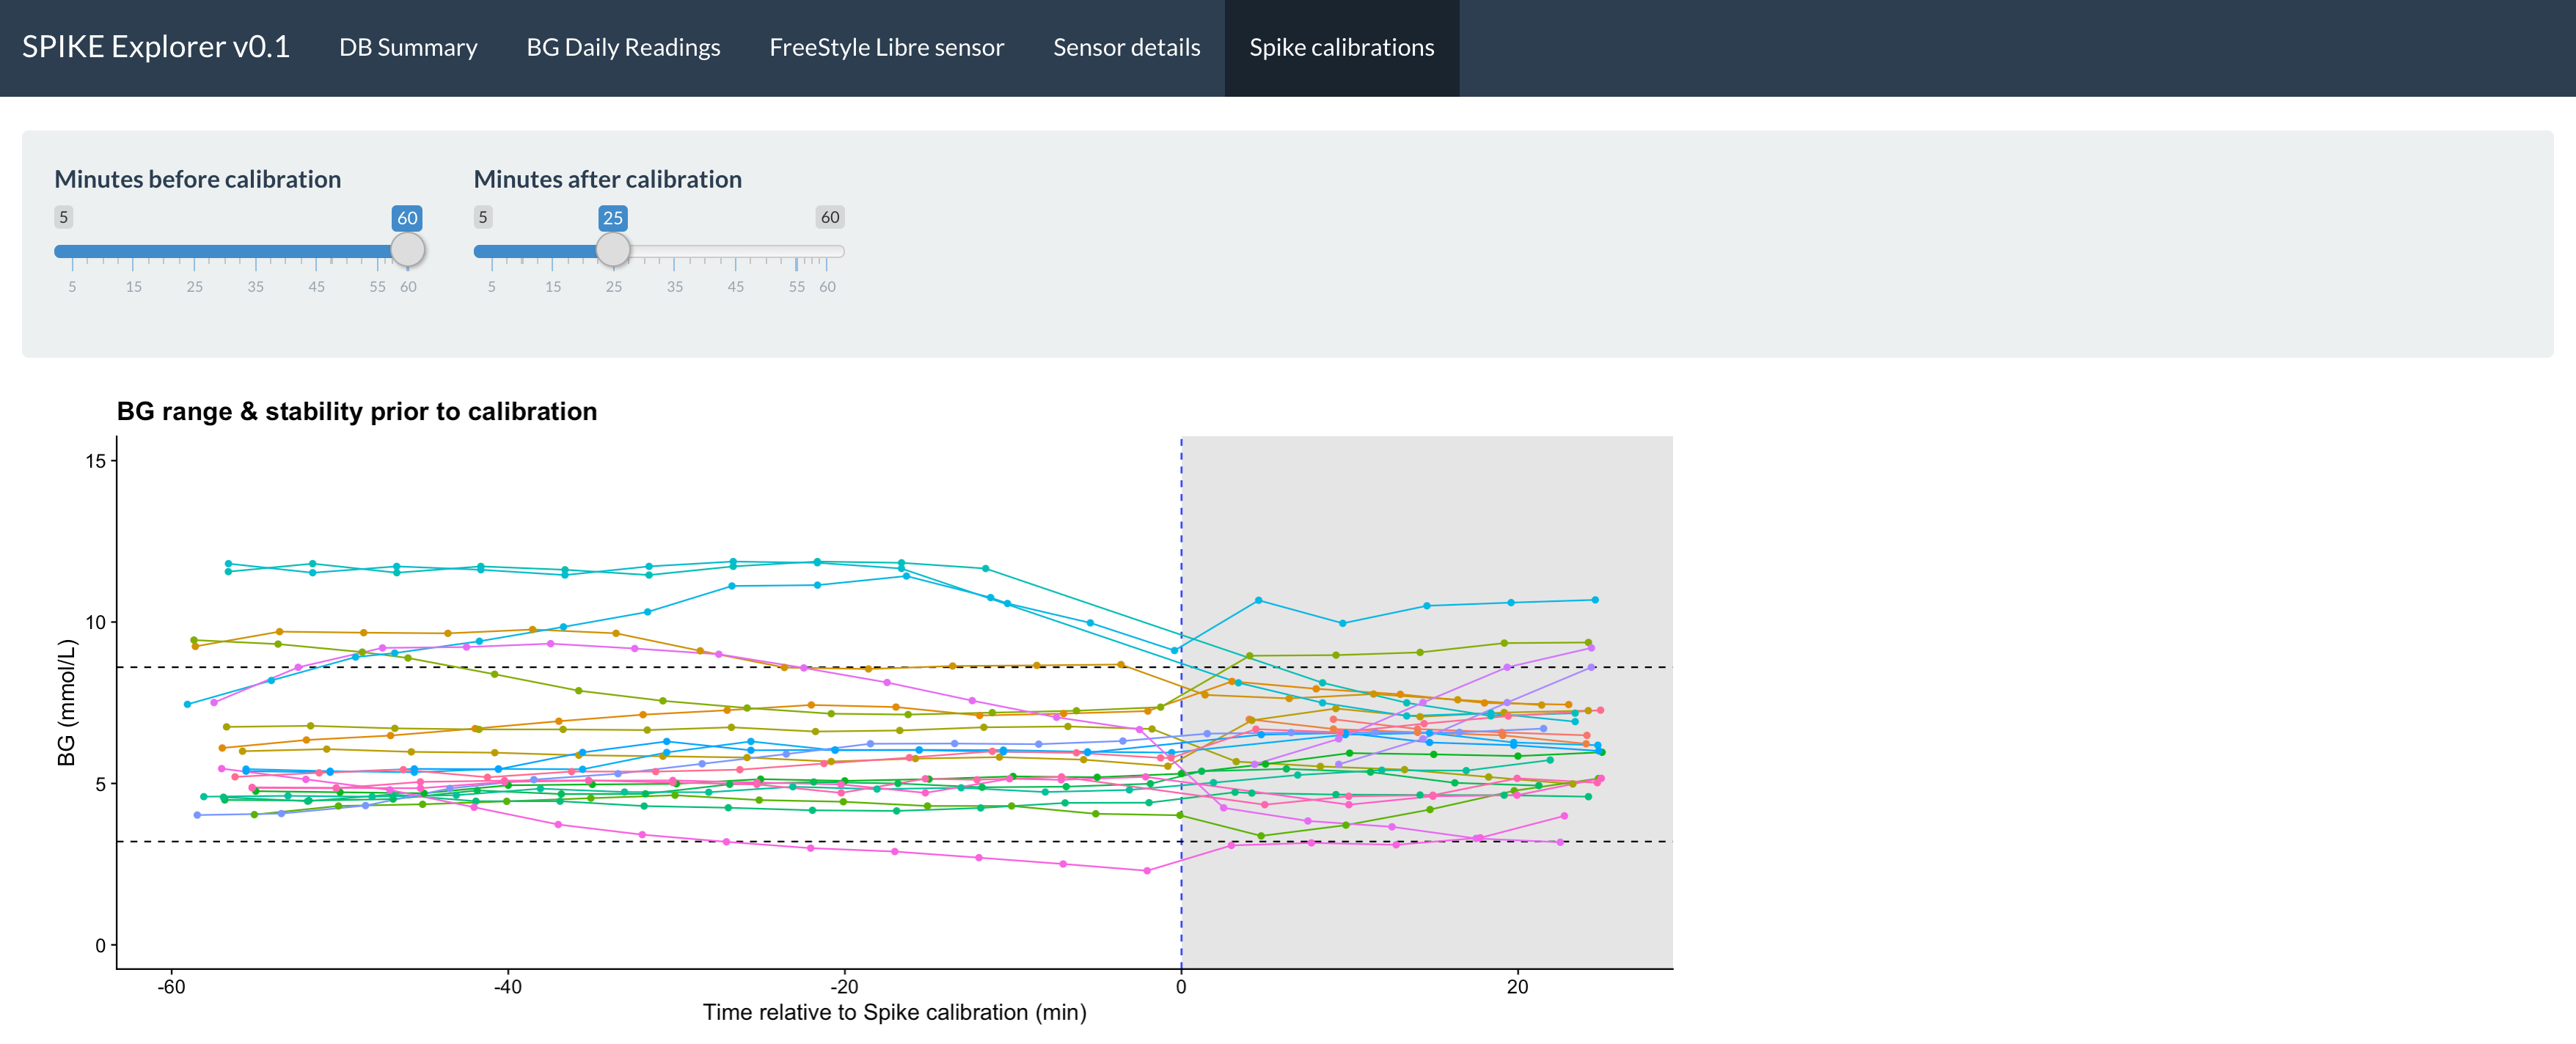 SPIKE Explorer v0.1 DB Summary BG Daily Readings FreeStyle Libre sensor Sensor details Spike calibrations
Minutes before calibration Minutes after calibration
5 60 5 25 60
5 15 25 35 45 55 60 5 15 25 35 45 55 60
BG range & stability prior to calibration
15
10
5
0
BG (mmol/L)
-60 -40 -20 0 20
Time relative to Spike calibration (min)